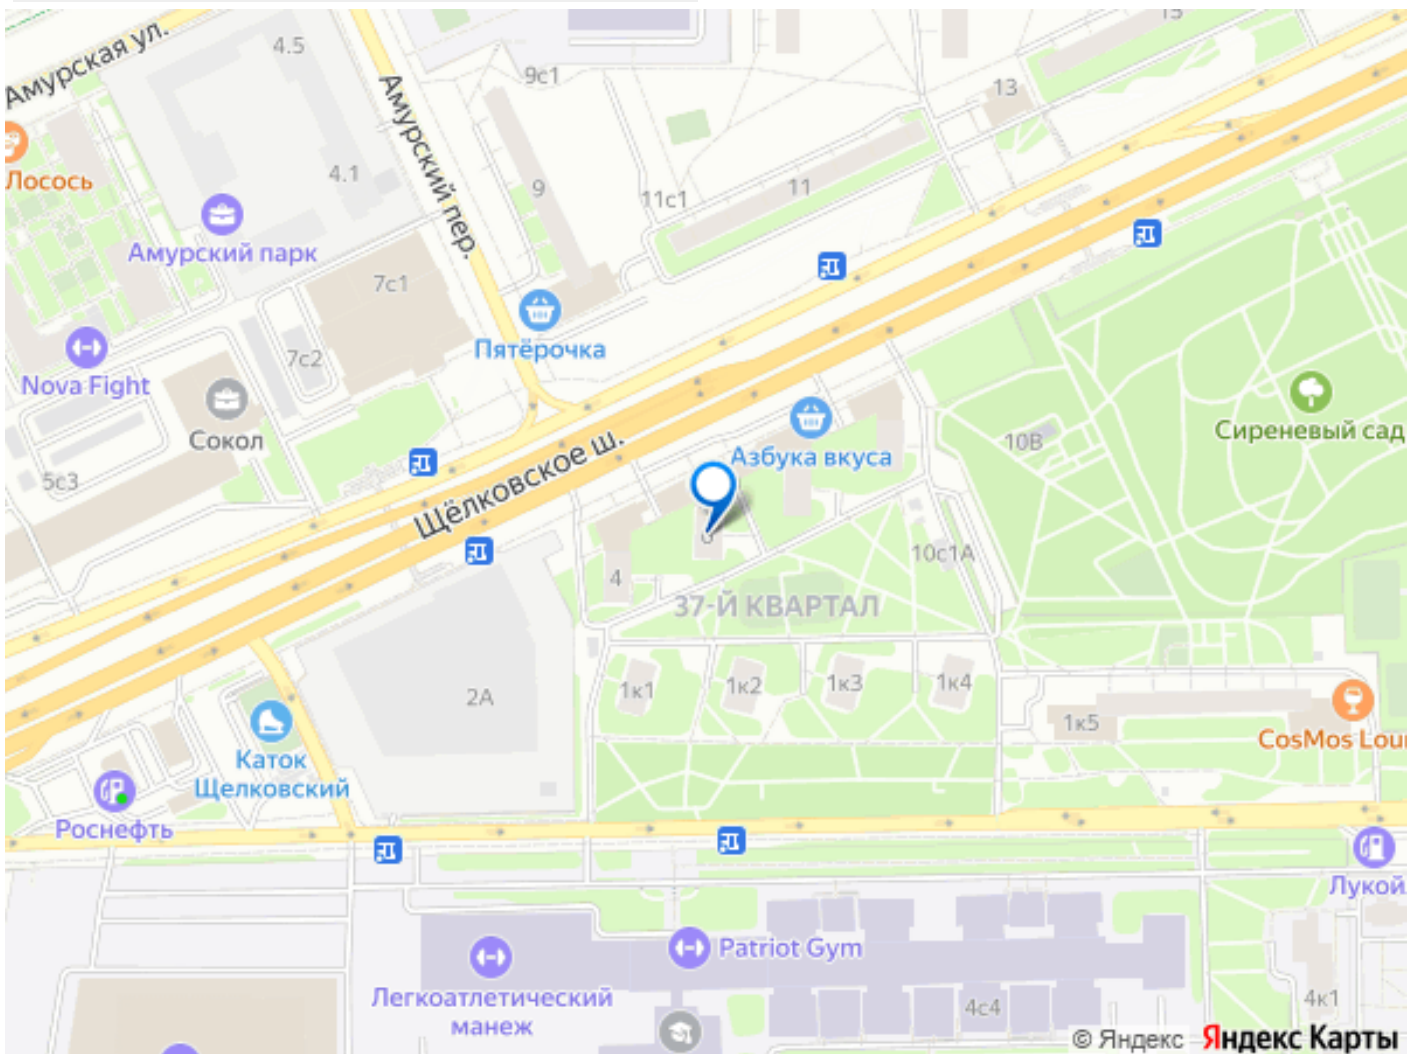 15
Амурская ул.
4.5
9с1
13
Амурский пер.
Лосось
4.1
9
11с1
11
Амурский парк
7с1
Пятёрочка
7с2
Nova Fight
Сокол
Сиреневый сад
10В
Азбука вкуса
5с3
Щёлковское ш.
10с1А
4
37-Й КВАРТАЛ
1к1
1к2
1к3
1к4
2А
1к5
CosMos Lou
Каток
Щелковский
Роснефть
Лукой
Patriot Gym
Легкоатлетический
манеж
4с4
4к1
© Яндекс Яндекс Карты